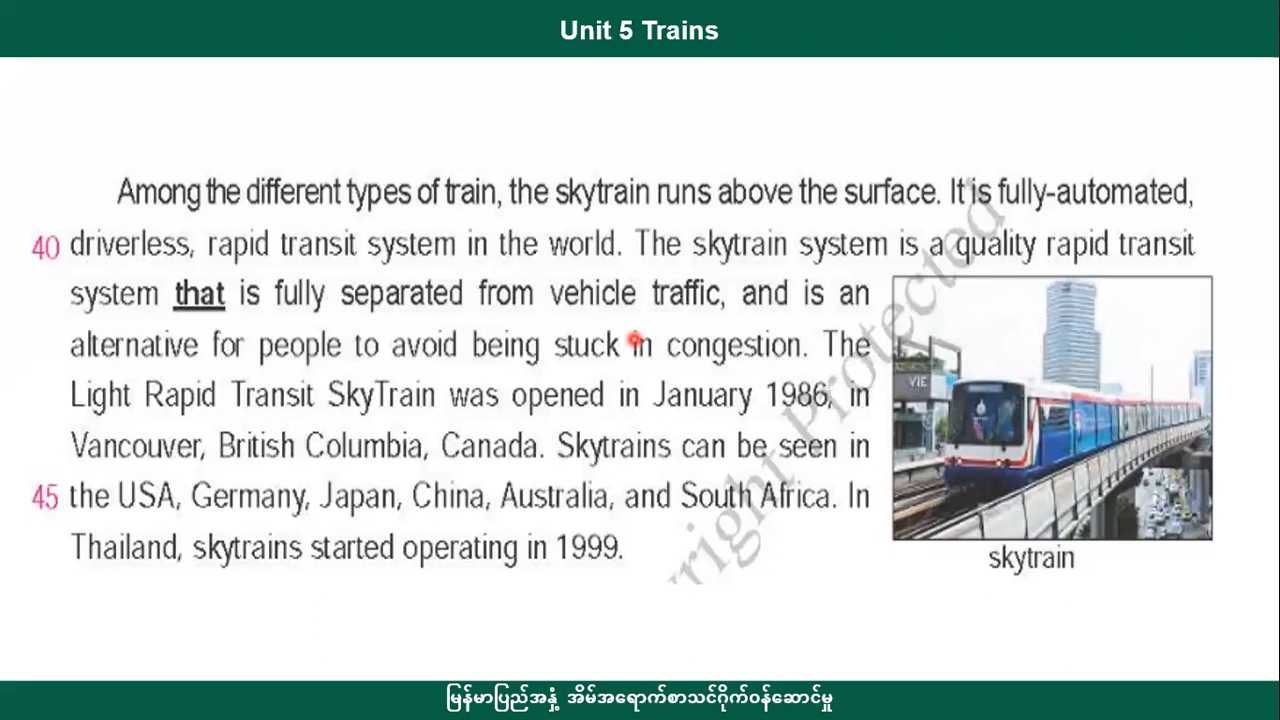 Unit 5 Trains
Among the different types of train, the skytrain runs above the surface. It is fully-automated,
40 driverless, rapid transit system in the world. The skytrain system is a quality rapid transit
system that is fully separated from vehicle traffic, and is an
alternative for people to avoid being stuck in congestion. The
Light Rapid Transit SkyTrain was opened in January 1986, in
Vancouver, British Columbia, Canada. Skytrains can be seen in
45 the USA, Germany, Japan, China, Australia, and South Africa. In
Thailand, skytrains started operating in 1999.
VIE
skytrain
Protected
မြန်မာပြည်အနှံ့ အိမ်အရောက်စာသင်ဂိုက်ဝန်ဆောင်မှု